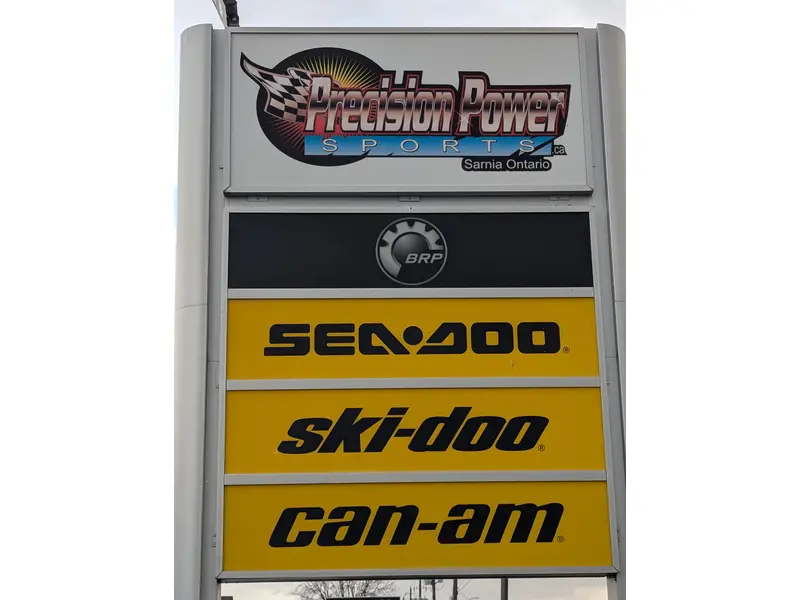 Precision Power
SPORTS.ca
Sarnia Ontario
BRP
SEA-DOO®
ski-doo®
can-am®